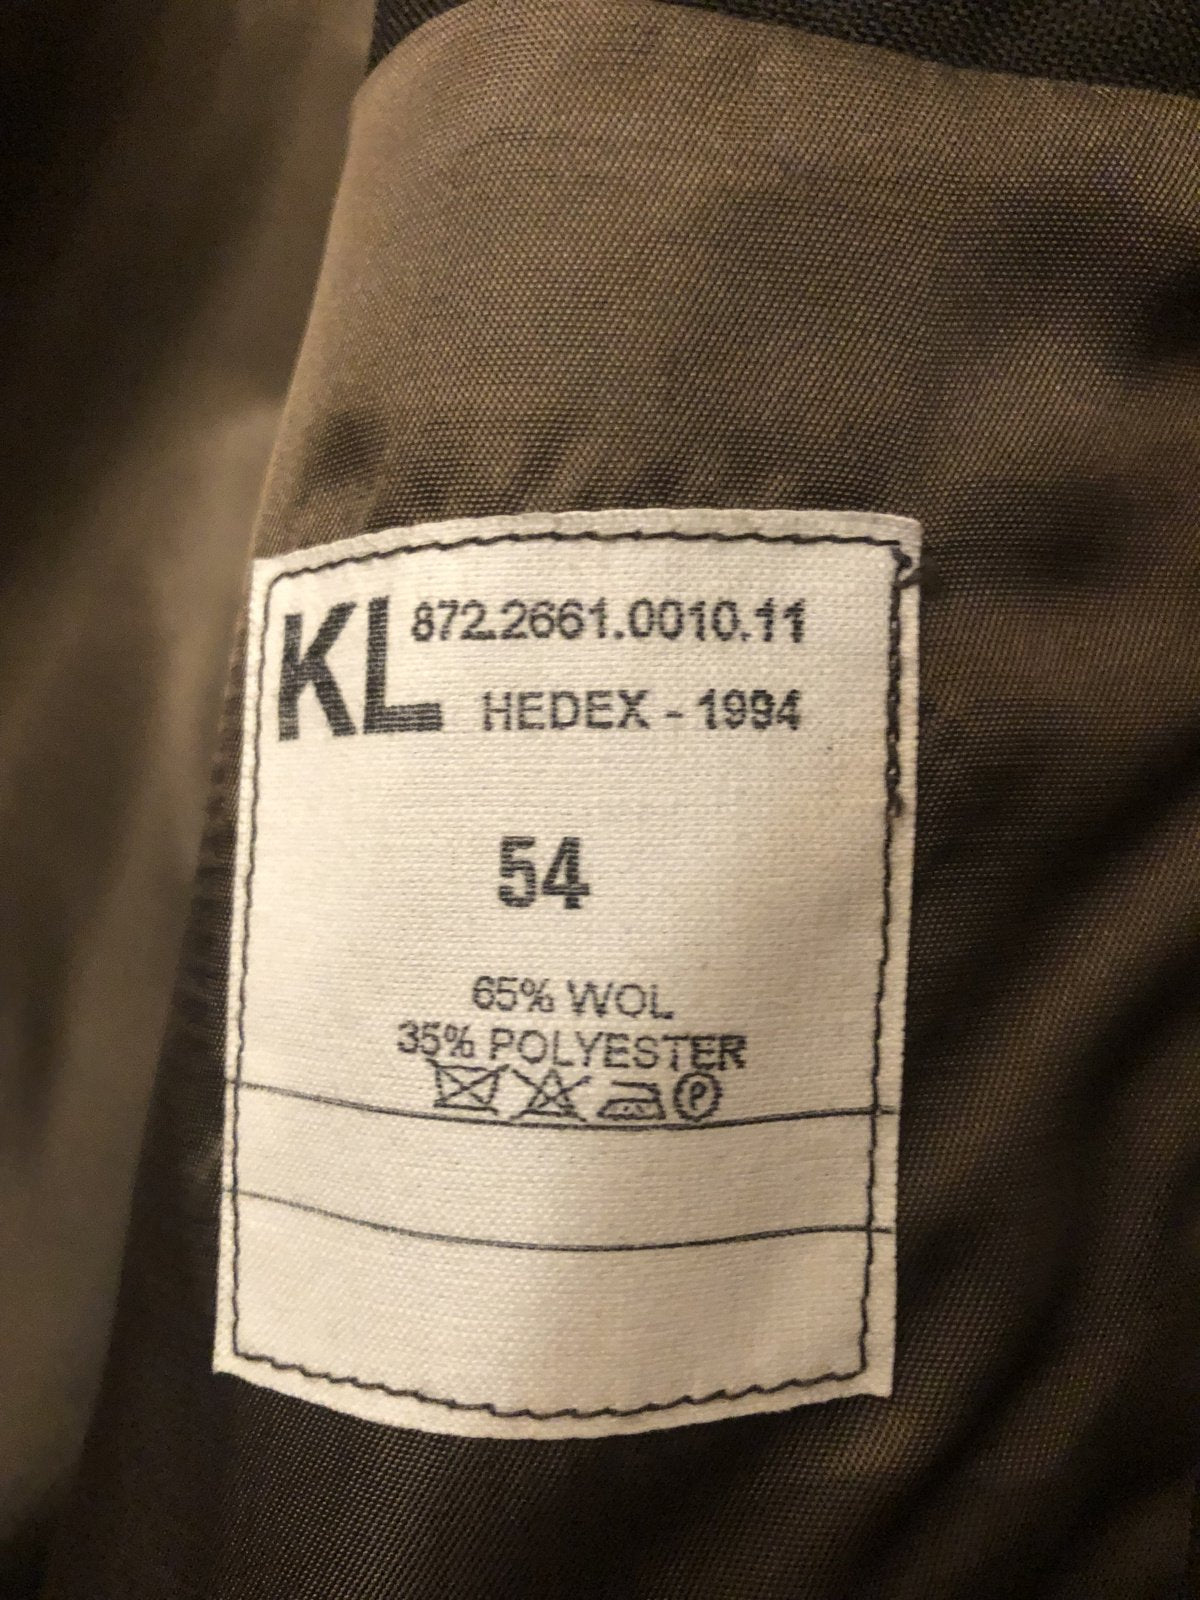 KL 872.2661.0010.11
HEDEX - 1994
54
65% WOL
35% POLYESTER
P